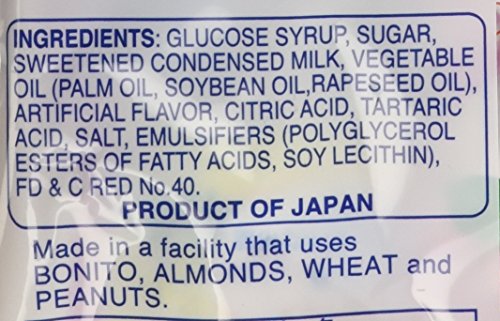 INGREDIENTS: GLUCOSE SYRUP, SUGAR,
SWEETENED CONDENSED MILK, VEGETABLE
OIL (PALM OIL, SOYBEAN OIL,RAPESEED OIL),
ARTIFICIAL FLAVOR, CITRIC ACID, TARTARIC
ACID, SALT, EMULSIFIERS (POLYGLYCEROL
ESTERS OF FATTY ACIDS, SOY LECITHIN),
FD & C RED No.40.
PRODUCT OF JAPAN
Made in a facility that uses
BONITO, ALMONDS, WHEAT and
PEANUTS.